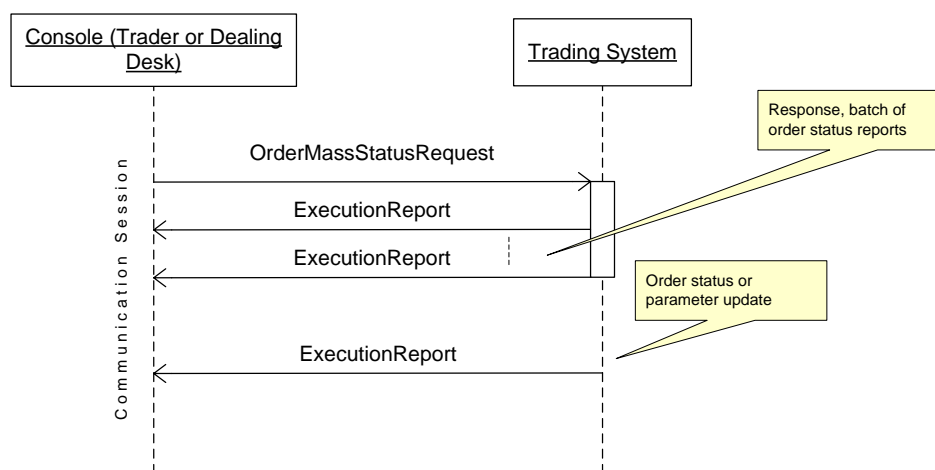 Console (Trader or Dealing
Desk)
Trading System
Response, batch of
order status reports
OrderMassStatusRequest
ExecutionReport
ExecutionReport
Order status or
parameter update
ExecutionReport
Communication Session